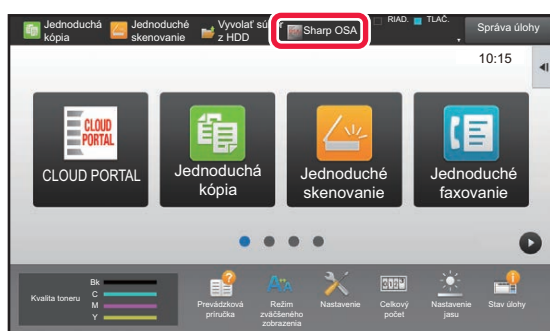 Jednoduchá
kópia
Jednoduché
skenovanie
Vyvolať
z HDD
Sharp OSA
RIAD.
TLAČ.
Správa úlohy
10:15
CLOUD
PORTAL
CLOUD PORTAL
Jednoduchá
kópia
Jednoduché
skenovanie
Jednoduché
faxovanie
Kvalita toneru
Bk
C
M
Y
Prevádzková
príručka
Režim
zväčšeného
zobrazenia
Nastavenie
Celkový
počet
Nastavenie
jasu
Stav úlohy